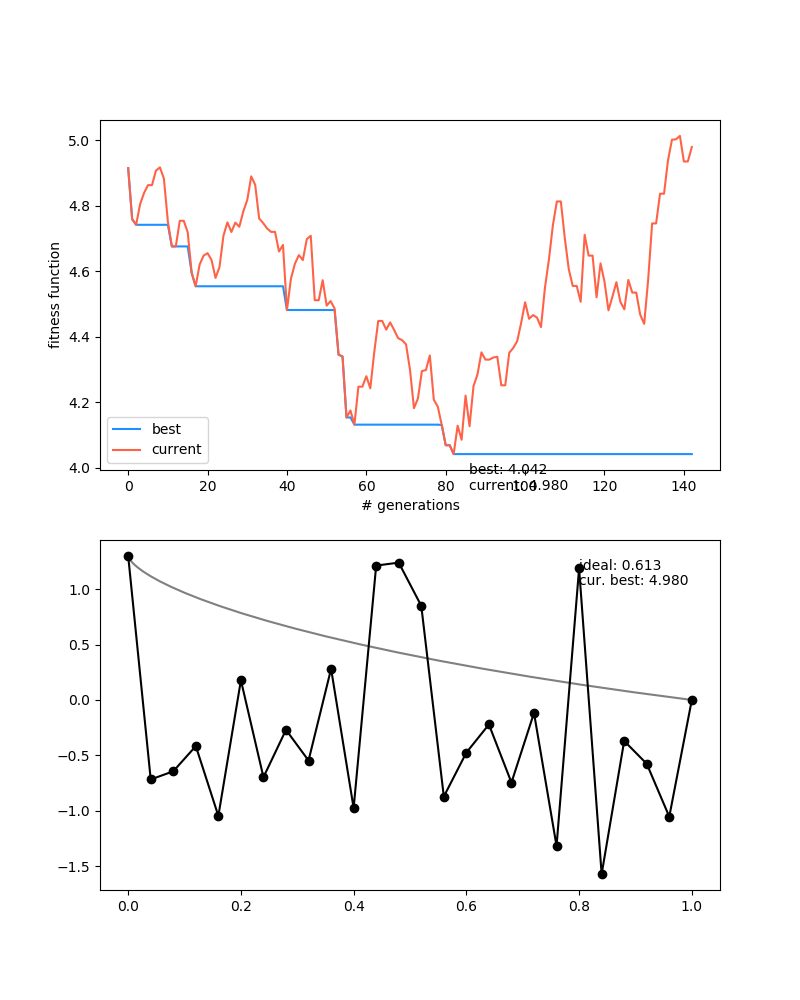 5.0
4.8
4.6
4.4
4.2
4.0
fitness function
best
current
0 20 40 60 80 100 120 140
best: 4.042
current: 4.980
# generations
ideal: 0.613
cur. best: 4.980
1.0
0.5
0.0
−0.5
−1.0
−1.5
0.0 0.2 0.4 0.6 0.8 1.0